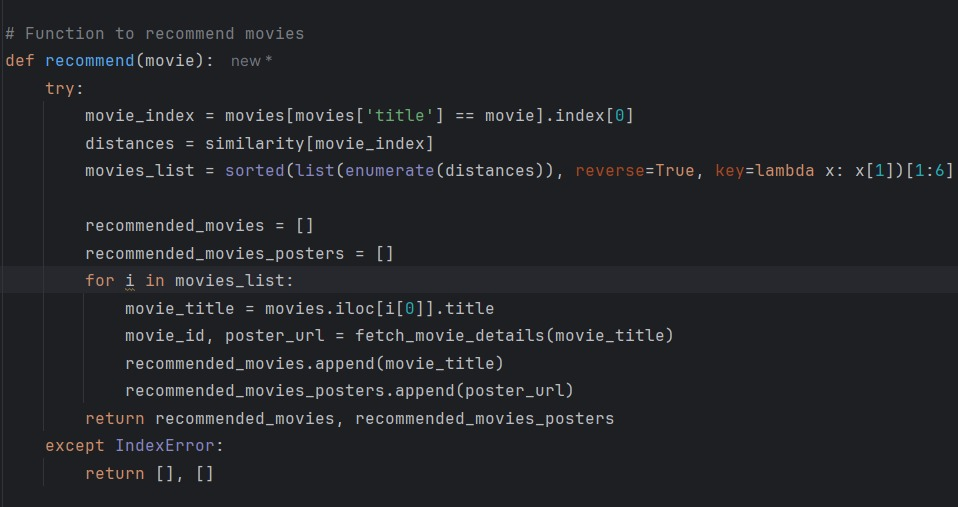 # Function to recommend movies
def recommend(movie):  new *
    try:
        movie_index = movies[movies['title'] == movie].index[0]
        distances = similarity[movie_index]
        movies_list = sorted(list(enumerate(distances)), reverse=True, key=lambda x: x[1])[1:6]

        recommended_movies = []
        recommended_movies_posters = []
        for i in movies_list:
            movie_title = movies.iloc[i[0]].title
            movie_id, poster_url = fetch_movie_details(movie_title)
            recommended_movies.append(movie_title)
            recommended_movies_posters.append(poster_url)
        return recommended_movies, recommended_movies_posters
    except IndexError:
        return [], []